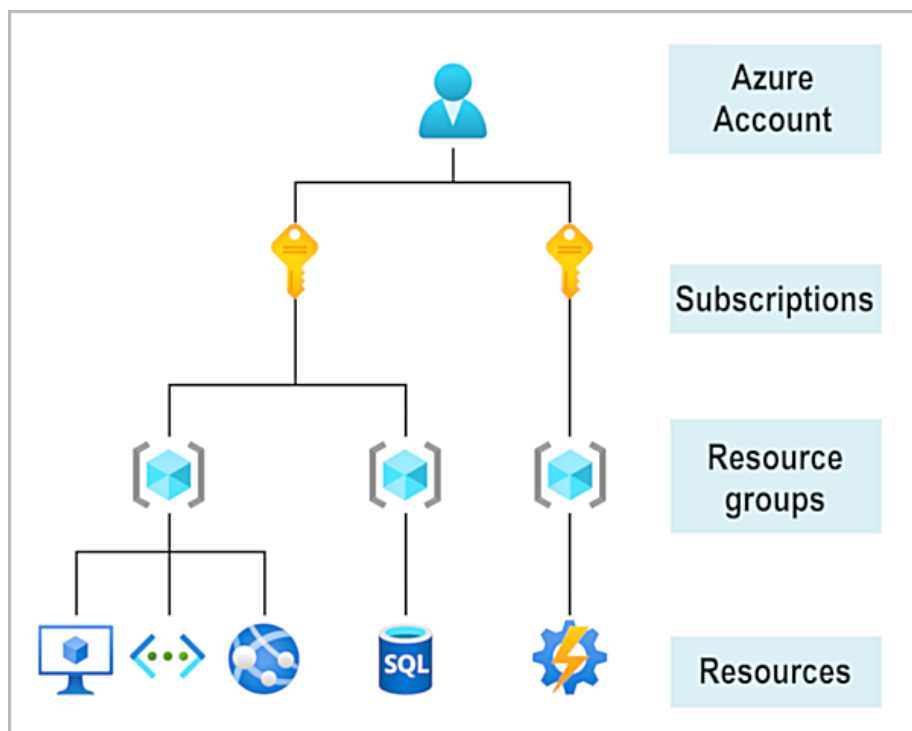 Azure
Account
Subscriptions
Resource
groups
SQL
Resources